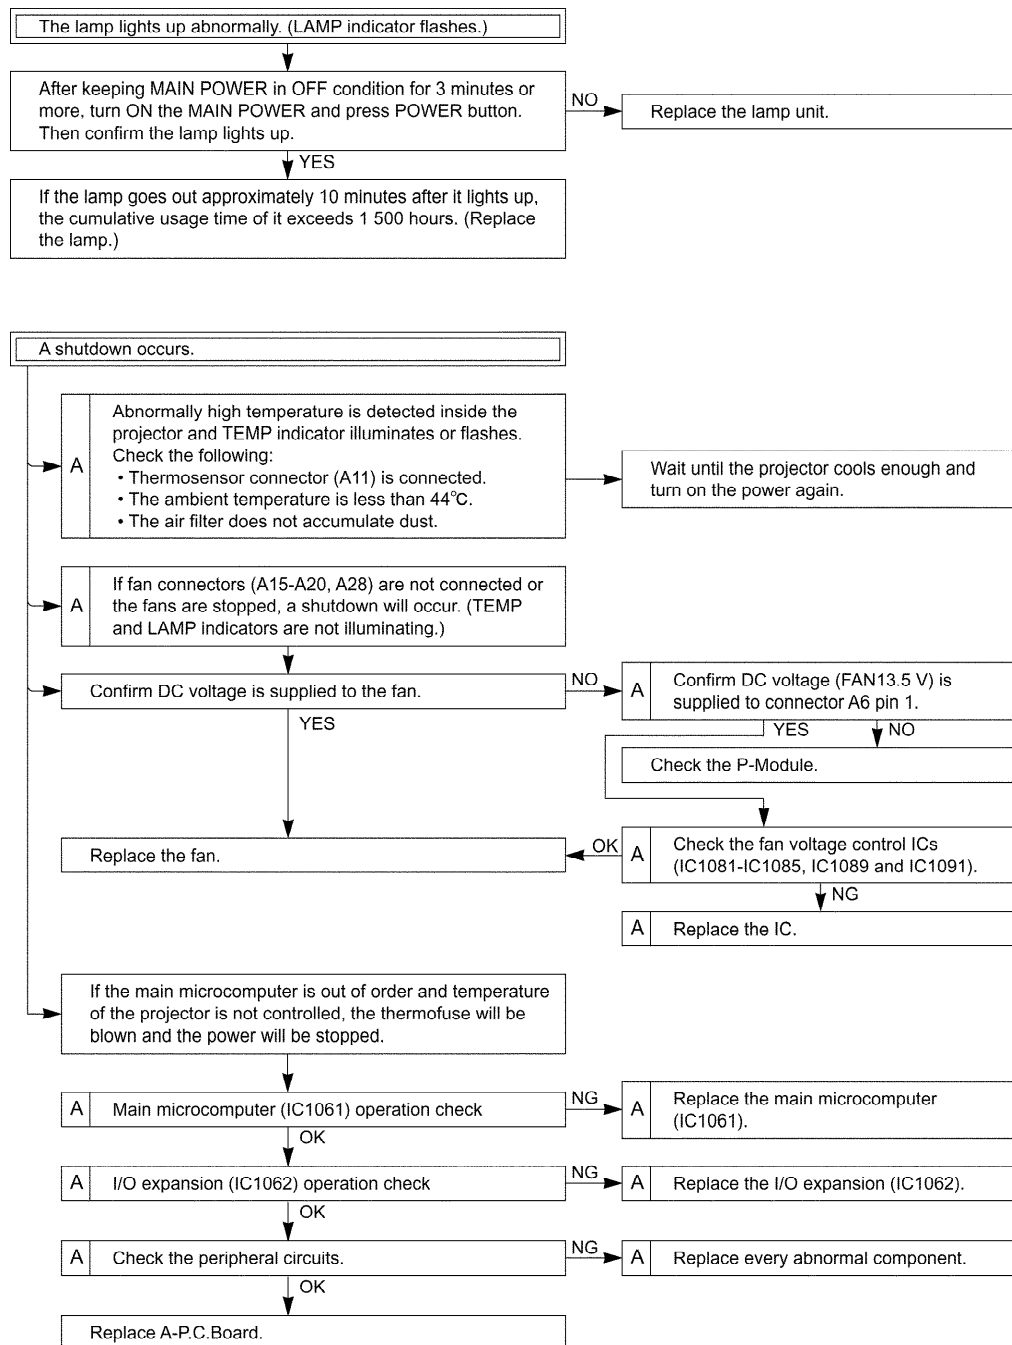 The lamp lights up abnormally. (LAMP indicator flashes.)
After keeping MAIN POWER in OFF condition for 3 minutes or
more, turn ON the MAIN POWER and press POWER button.
Then confirm the lamp lights up.
NO
Replace the lamp unit.
YES
If the lamp goes out approximately 10 minutes after it lights up,
the cumulative usage time of it exceeds 1 500 hours. (Replace
the lamp.)
A shutdown occurs.
A
Abnormally high temperature is detected inside the
projector and TEMP indicator illuminates or flashes.
Check the following:
• Thermosensor connector (A11) is connected.
• The ambient temperature is less than 44℃.
• The air filter does not accumulate dust.
Wait until the projector cools enough and
turn on the power again.
A
If fan connectors (A15-A20, A28) are not connected or
the fans are stopped, a shutdown will occur. (TEMP
and LAMP indicators are not illuminating.)
Confirm DC voltage is supplied to the fan.
NO
A
Confirm DC voltage (FAN13.5 V) is
supplied to connector A6 pin 1.
YES
YES
NO
Check the P-Module.
Replace the fan.
OK
A
Check the fan voltage control ICs
(IC1081-IC1085, IC1089 and IC1091).
NG
A
Replace the IC.
If the main microcomputer is out of order and temperature
of the projector is not controlled, the thermofuse will be
blown and the power will be stopped.
A
Main microcomputer (IC1061) operation check
NG
A
Replace the main microcomputer
(IC1061).
OK
A
I/O expansion (IC1062) operation check
NG
A
Replace the I/O expansion (IC1062).
OK
A
Check the peripheral circuits.
NG
A
Replace every abnormal component.
OK
Replace A-P.C.Board.